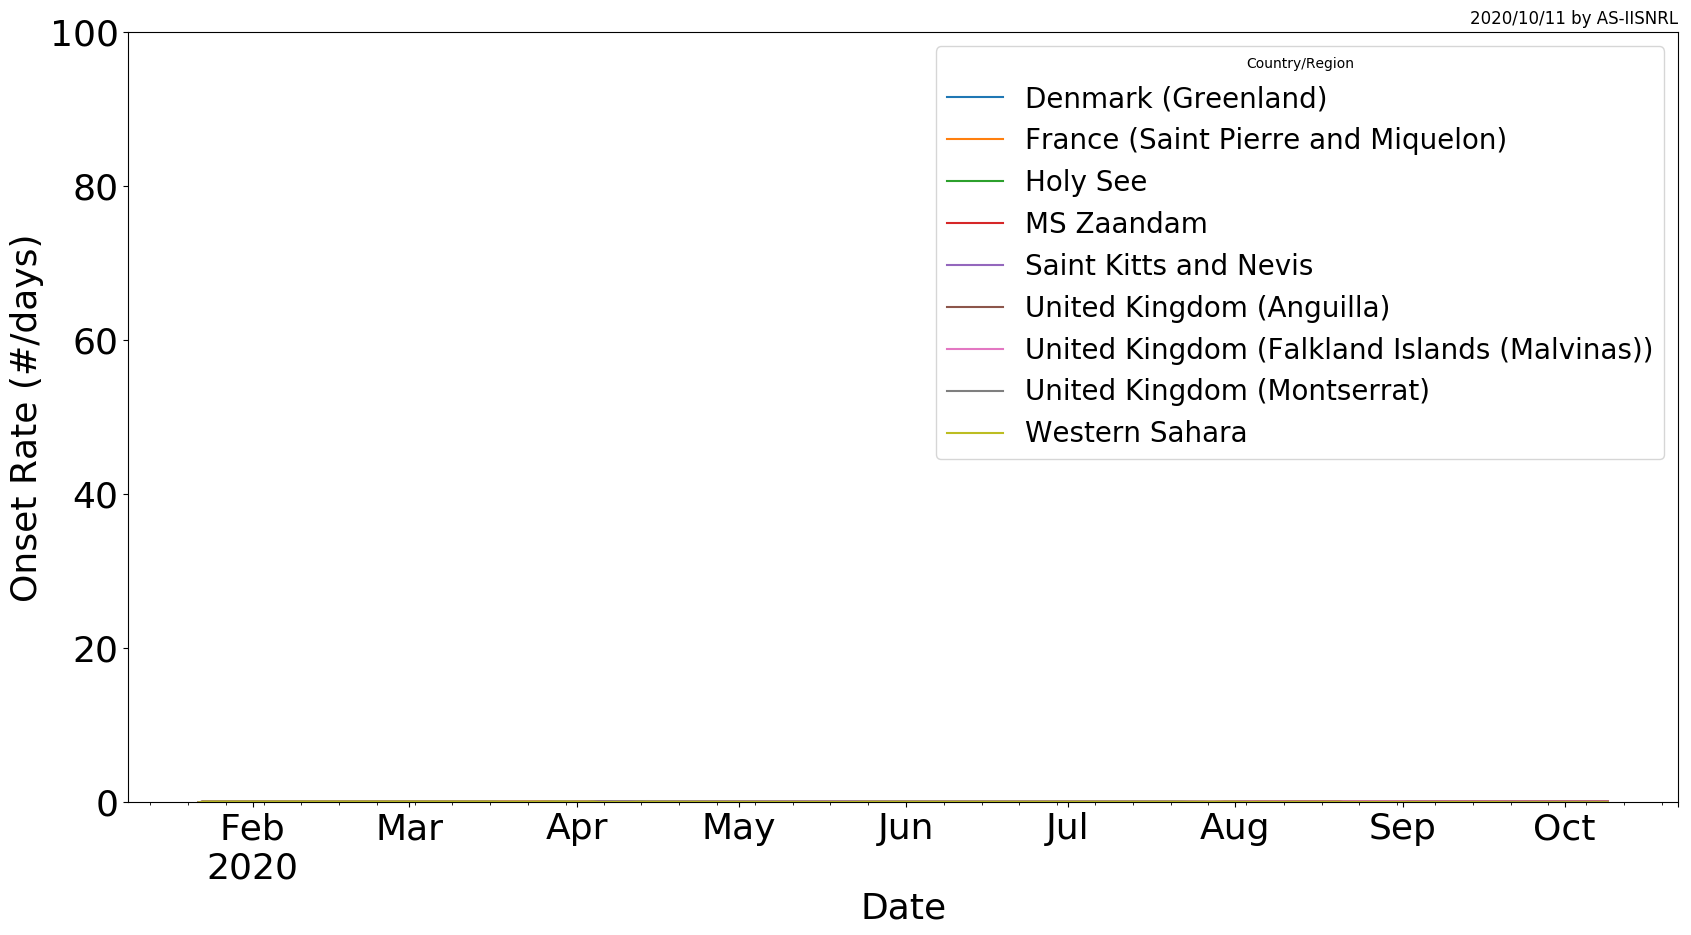 2020/10/11 by AS-IISNRL
100
80
60
40
20
0
Onset Rate (#/days)
Country/Region
Denmark (Greenland)
France (Saint Pierre and Miquelon)
Holy See
MS Zaandam
Saint Kitts and Nevis
United Kingdom (Anguilla)
United Kingdom (Falkland Islands (Malvinas))
United Kingdom (Montserrat)
Western Sahara
Feb Mar Apr May Jun Jul Aug Sep Oct
2020
Date